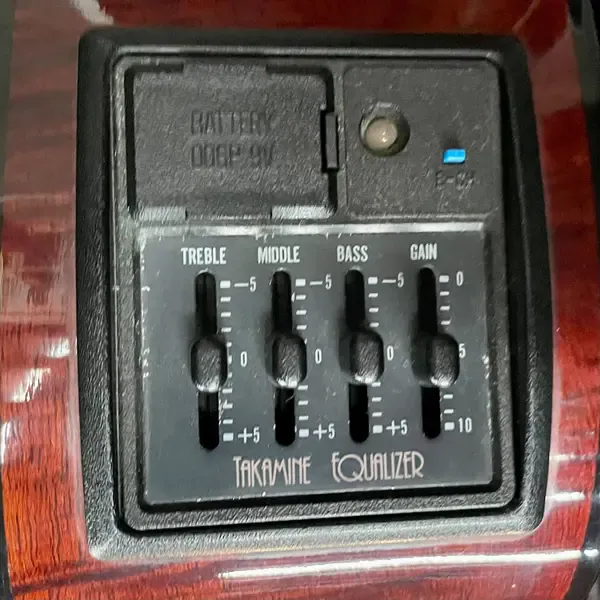 BATTERY
006P 9V
E-CH
TREBLE MIDDLE BASS GAIN
−5 −5 −5 0
0 0 0 5
+5 +5 +5 10
TAKAMINE EQUALIZER